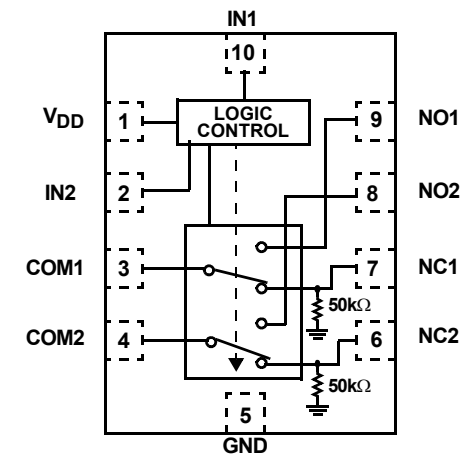 IN1
10
V_DD
1
LOGIC
CONTROL
9
NO1
IN2
2
8
NO2
COM1
3
7
NC1
50kΩ
COM2
4
6
NC2
50kΩ
5
GND